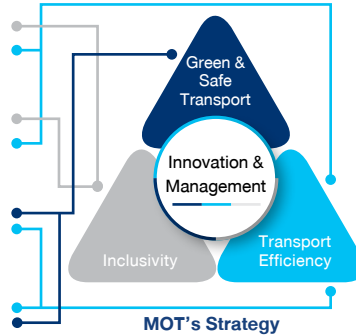 Green &
Safe
Transport
Innovation &
Management
Inclusivity
Transport
Efficiency
MOT's Strategy